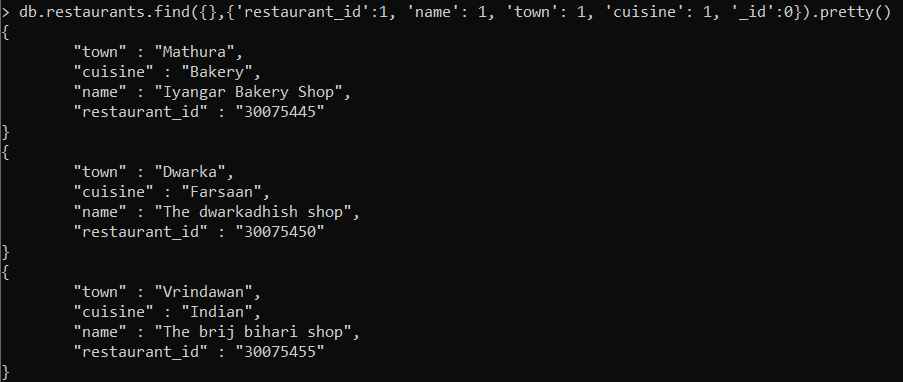 > db.restaurants.find({},{'restaurant_id':1, 'name': 1, 'town': 1, 'cuisine': 1, '_id':0}).pretty()
{
        "town" : "Mathura",
        "cuisine" : "Bakery",
        "name" : "Iyangar Bakery Shop",
        "restaurant_id" : "30075445"
}
{
        "town" : "Dwarka",
        "cuisine" : "Farsaan",
        "name" : "The dwarkadhish shop",
        "restaurant_id" : "30075450"
}
{
        "town" : "Vrindawan",
        "cuisine" : "Indian",
        "name" : "The brij bihari shop",
        "restaurant_id" : "30075455"
}